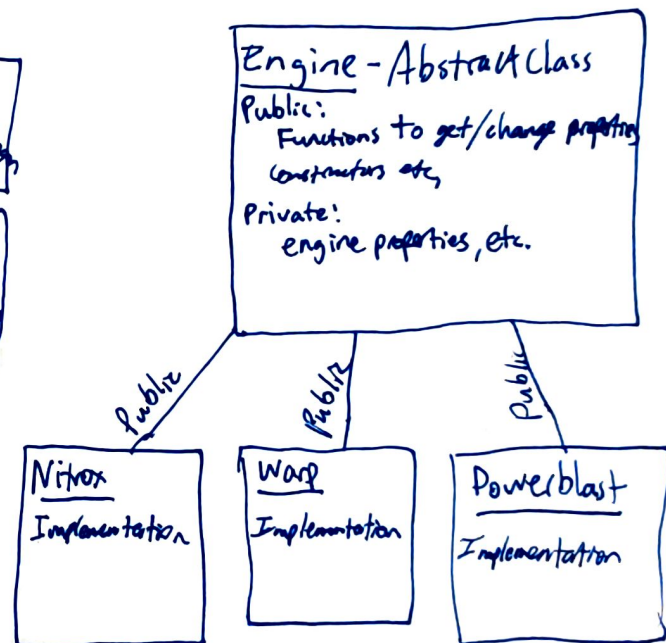 Engine - Abstract Class
Public:
Functions to get/change properties
constructors etc,
Private:
engine properties, etc.
Public
Public
Public
Nitrox
Implementation
Warp
Implementation
Powerblast
Implementation